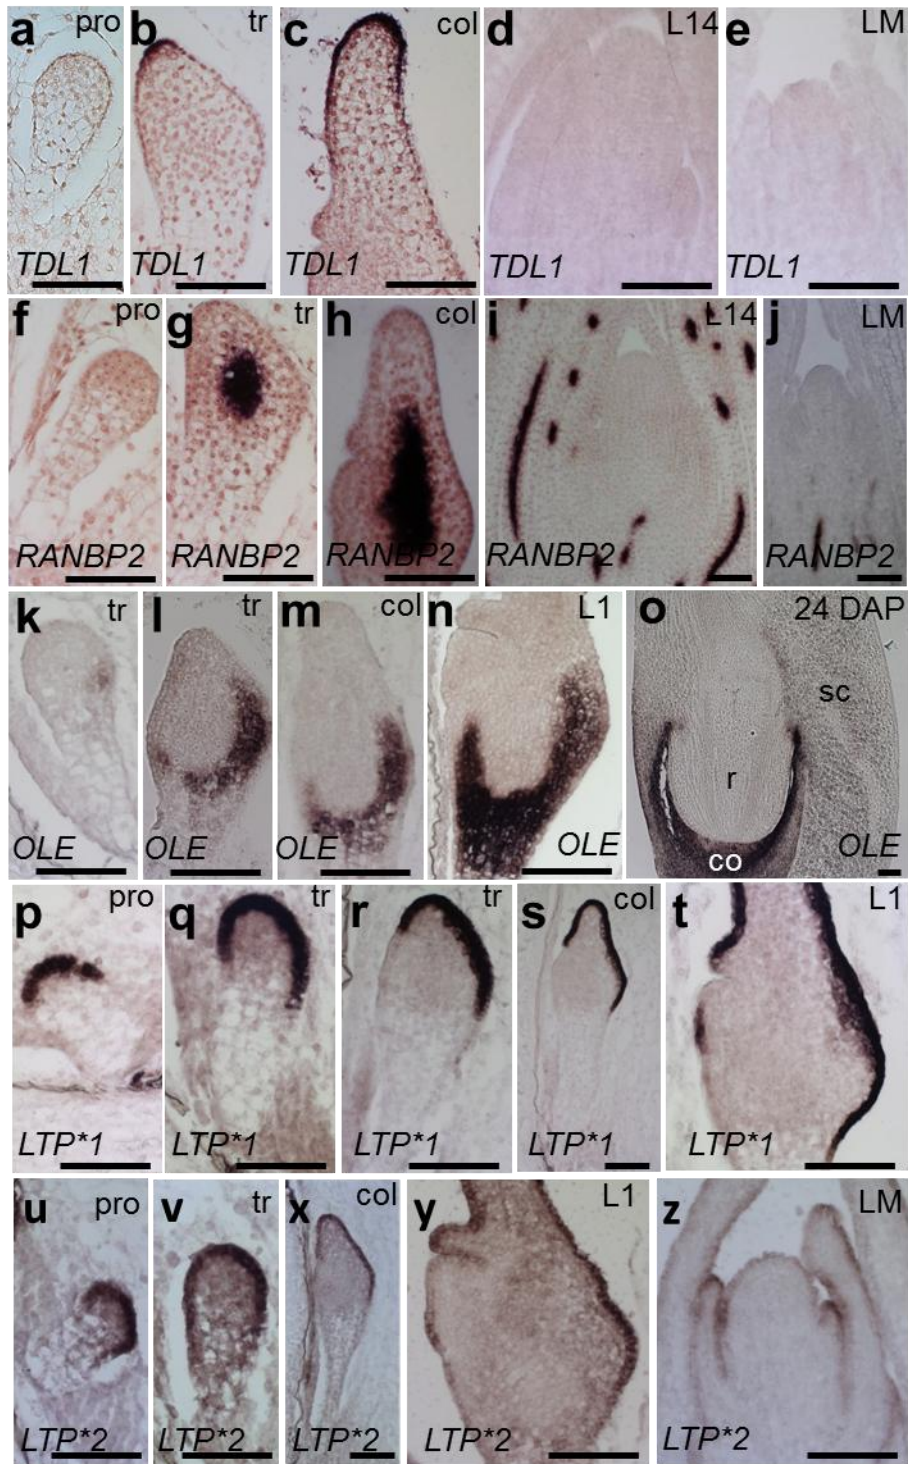 a pro b tr c col d L14 e LM
TDL1 TDL1 TDL1 TDL1 TDL1
f pro g tr h col i L14 j LM
RANBP2 RANBP2 RANBP2 RANBP2 RANBP2
k tr l tr m col n L1 o 24 DAP
sc
r
OLE OLE OLE OLE co OLE
p pro q tr r tr s col t L1
LTP*1 LTP*1 LTP*1 LTP*1 LTP*1
u pro v tr x col y L1 z LM
LTP*2 LTP*2 LTP*2 LTP*2 LTP*2